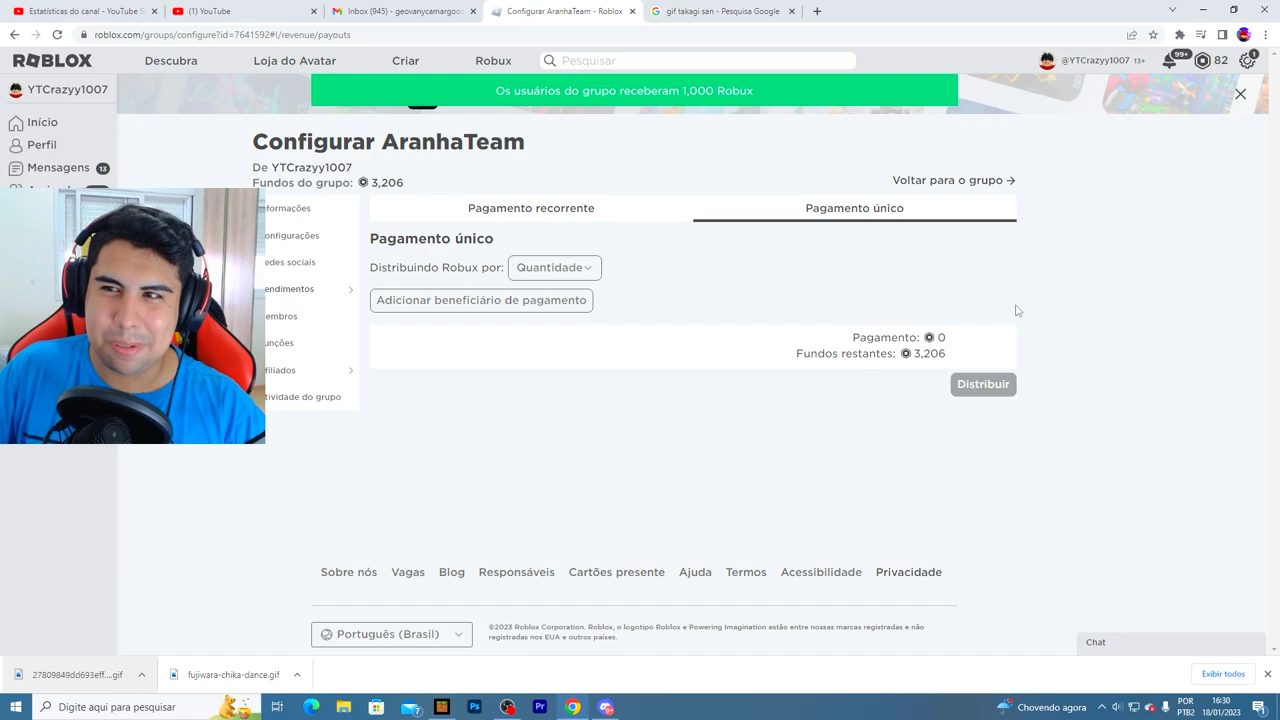 Estatísticas do canal - YouTube S
(1) YouTube
Inbox (945) - geovanycamargoc
Configurar AranhaTeam - Roblox
gif takagi san - Pesquisa Google
roblox.com/groups/configure?id=7641592#!/revenue/payouts
ROBLOX
Descubra
Loja do Avatar
Criar
Robux
Pesquisar
@YTCrazyy1007 13+
99+
82
1
YTCrazyy1007
Os usuários do grupo receberam 1,000 Robux
Início
Perfil
Mensagens
13
Configurar AranhaTeam
De YTCrazyy1007
Fundos do grupo: 3,206
Voltar para o grupo
nformações
onfigurações
edes sociais
endimentos
embros
unções
filiados
tividade do grupo
Pagamento recorrente
Pagamento único
Pagamento único
Distribuindo Robux por: Quantidade
Adicionar beneficiário de pagamento
Pagamento: 0
Fundos restantes: 3,206
Distribuir
Sobre nós
Vagas
Blog
Responsáveis
Cartões presente
Ajuda
Termos
Acessibilidade
Privacidade
Português (Brasil)
©2023 Roblox Corporation. Roblox, o logotipo Roblox e Powering Imagination estão entre nossas marcas registradas e não
registradas nos EUA e outros países.
Chat
27809849dd693eff....gif
fujiwara-chika-dance.gif
Exibir todos
Digite aqui para pesquisar
Chovendo agora
POR
PTB2
16:30
18/01/2023